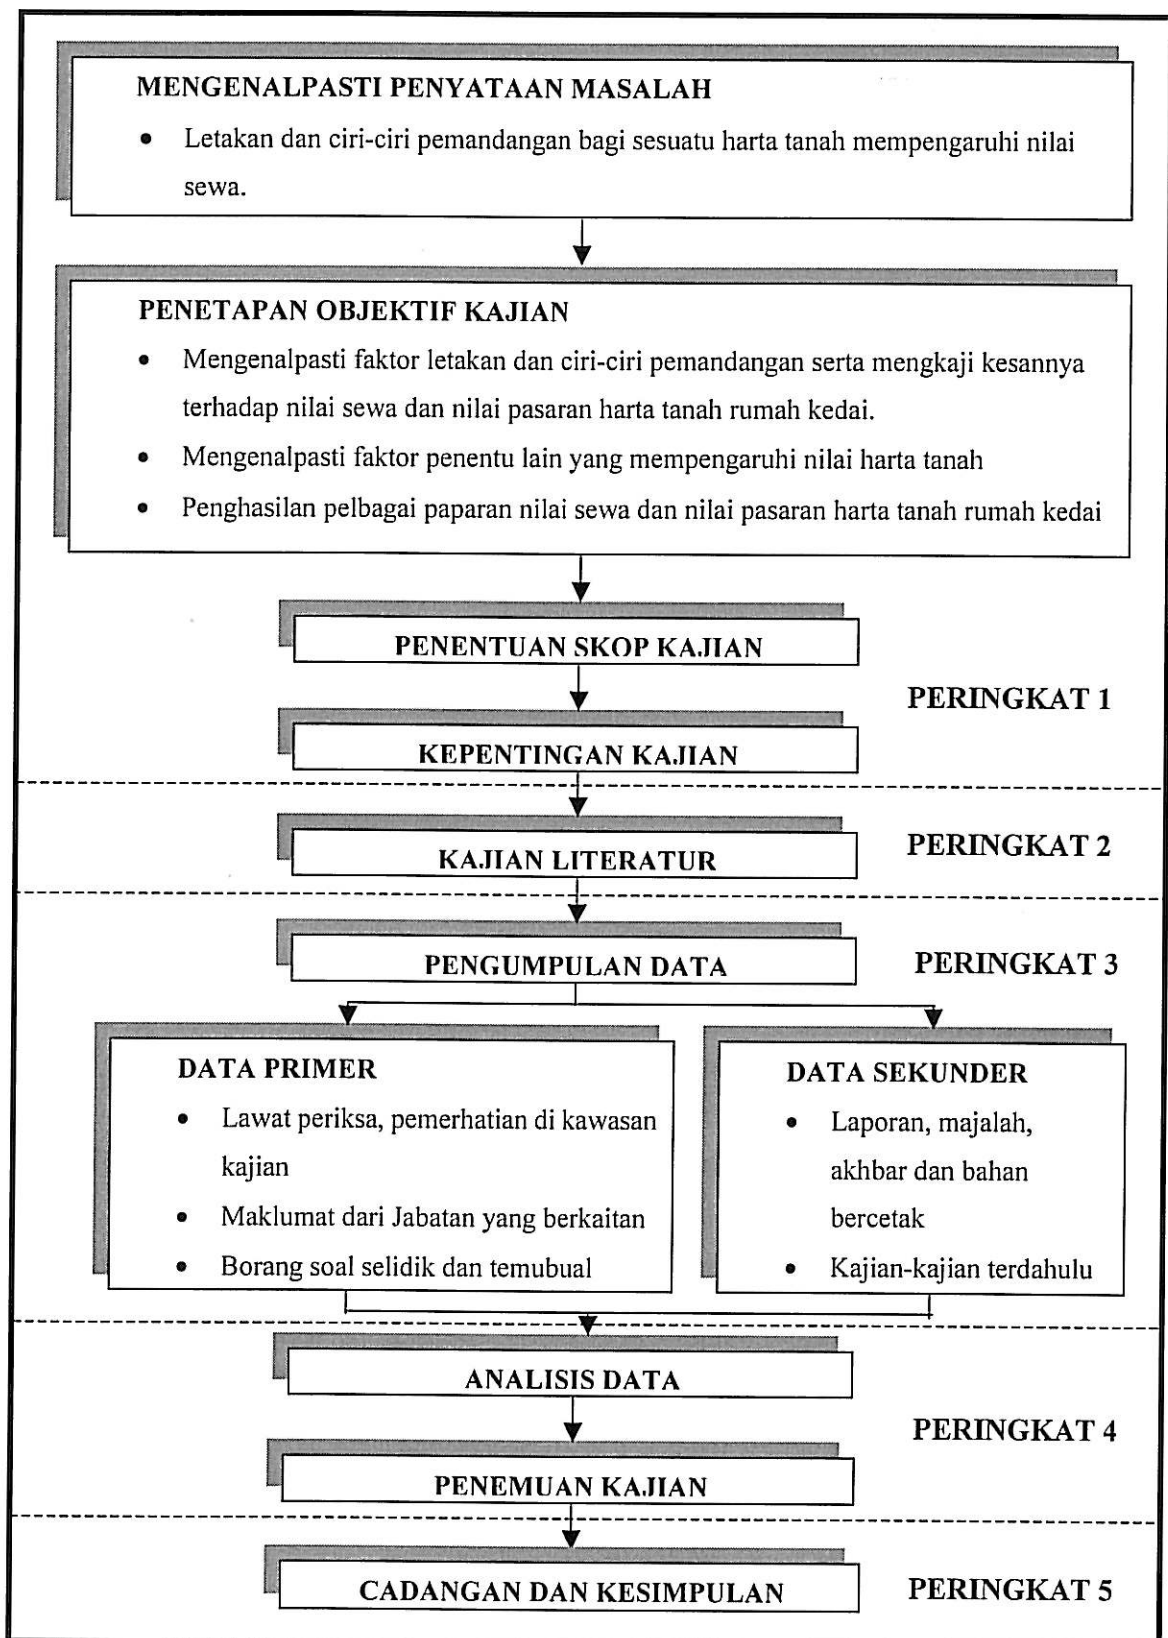 MENGENALPASTI PENYATAAN MASALAH
• Letakan dan ciri-ciri pemandangan bagi sesuatu harta tanah mempengaruhi nilai
sewa.
PENETAPAN OBJEKTIF KAJIAN
• Mengenalpasti faktor letakan dan ciri-ciri pemandangan serta mengkaji kesannya
terhadap nilai sewa dan nilai pasaran harta tanah rumah kedai.
• Mengenalpasti faktor penentu lain yang mempengaruhi nilai harta tanah
• Penghasilan pelbagai paparan nilai sewa dan nilai pasaran harta tanah rumah kedai
PENENTUAN SKOP KAJIAN
PERINGKAT 1
KEPENTINGAN KAJIAN
KAJIAN LITERATUR
PERINGKAT 2
PENGUMPULAN DATA
PERINGKAT 3
DATA PRIMER
• Lawat periksa, pemerhatian di kawasan
kajian
• Maklumat dari Jabatan yang berkaitan
• Borang soal selidik dan temubual
DATA SEKUNDER
• Laporan, majalah,
akhbar dan bahan
bercetak
• Kajian-kajian terdahulu
ANALISIS DATA
PERINGKAT 4
PENEMUAN KAJIAN
CADANGAN DAN KESIMPULAN
PERINGKAT 5